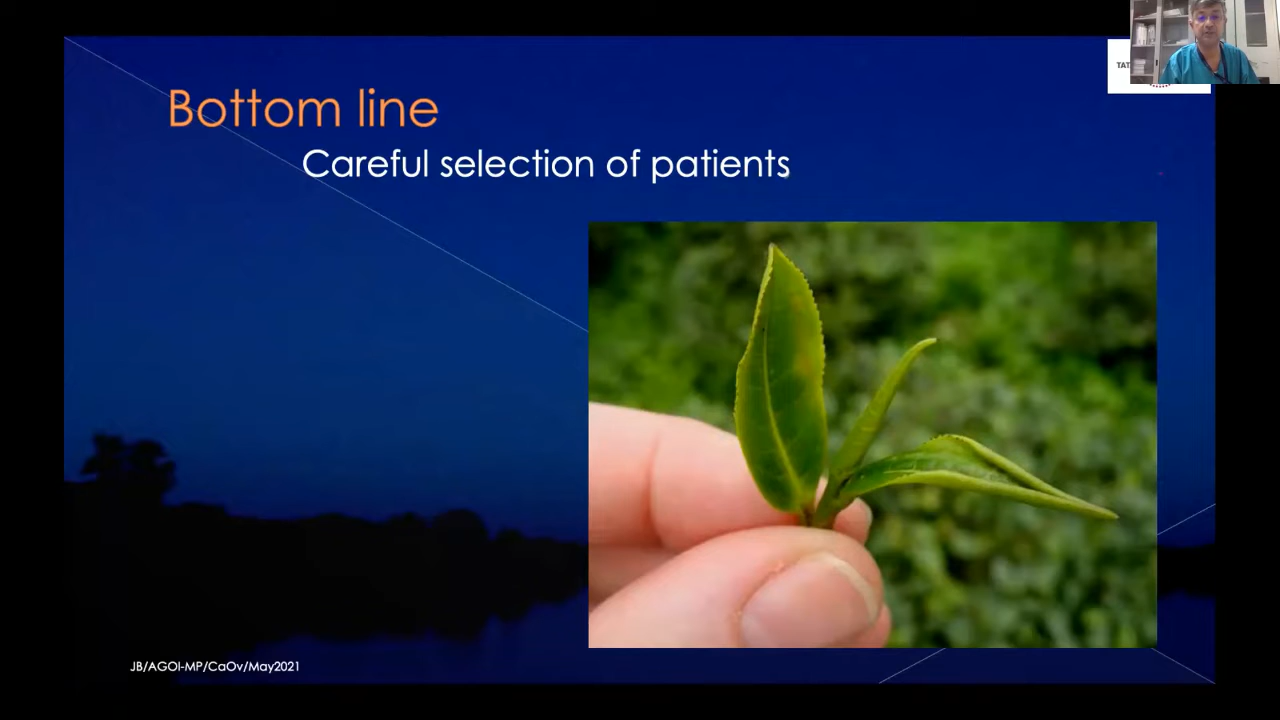 Bottom line
Careful selection of patients
JB/AGOI-MP/CaOv/May2021